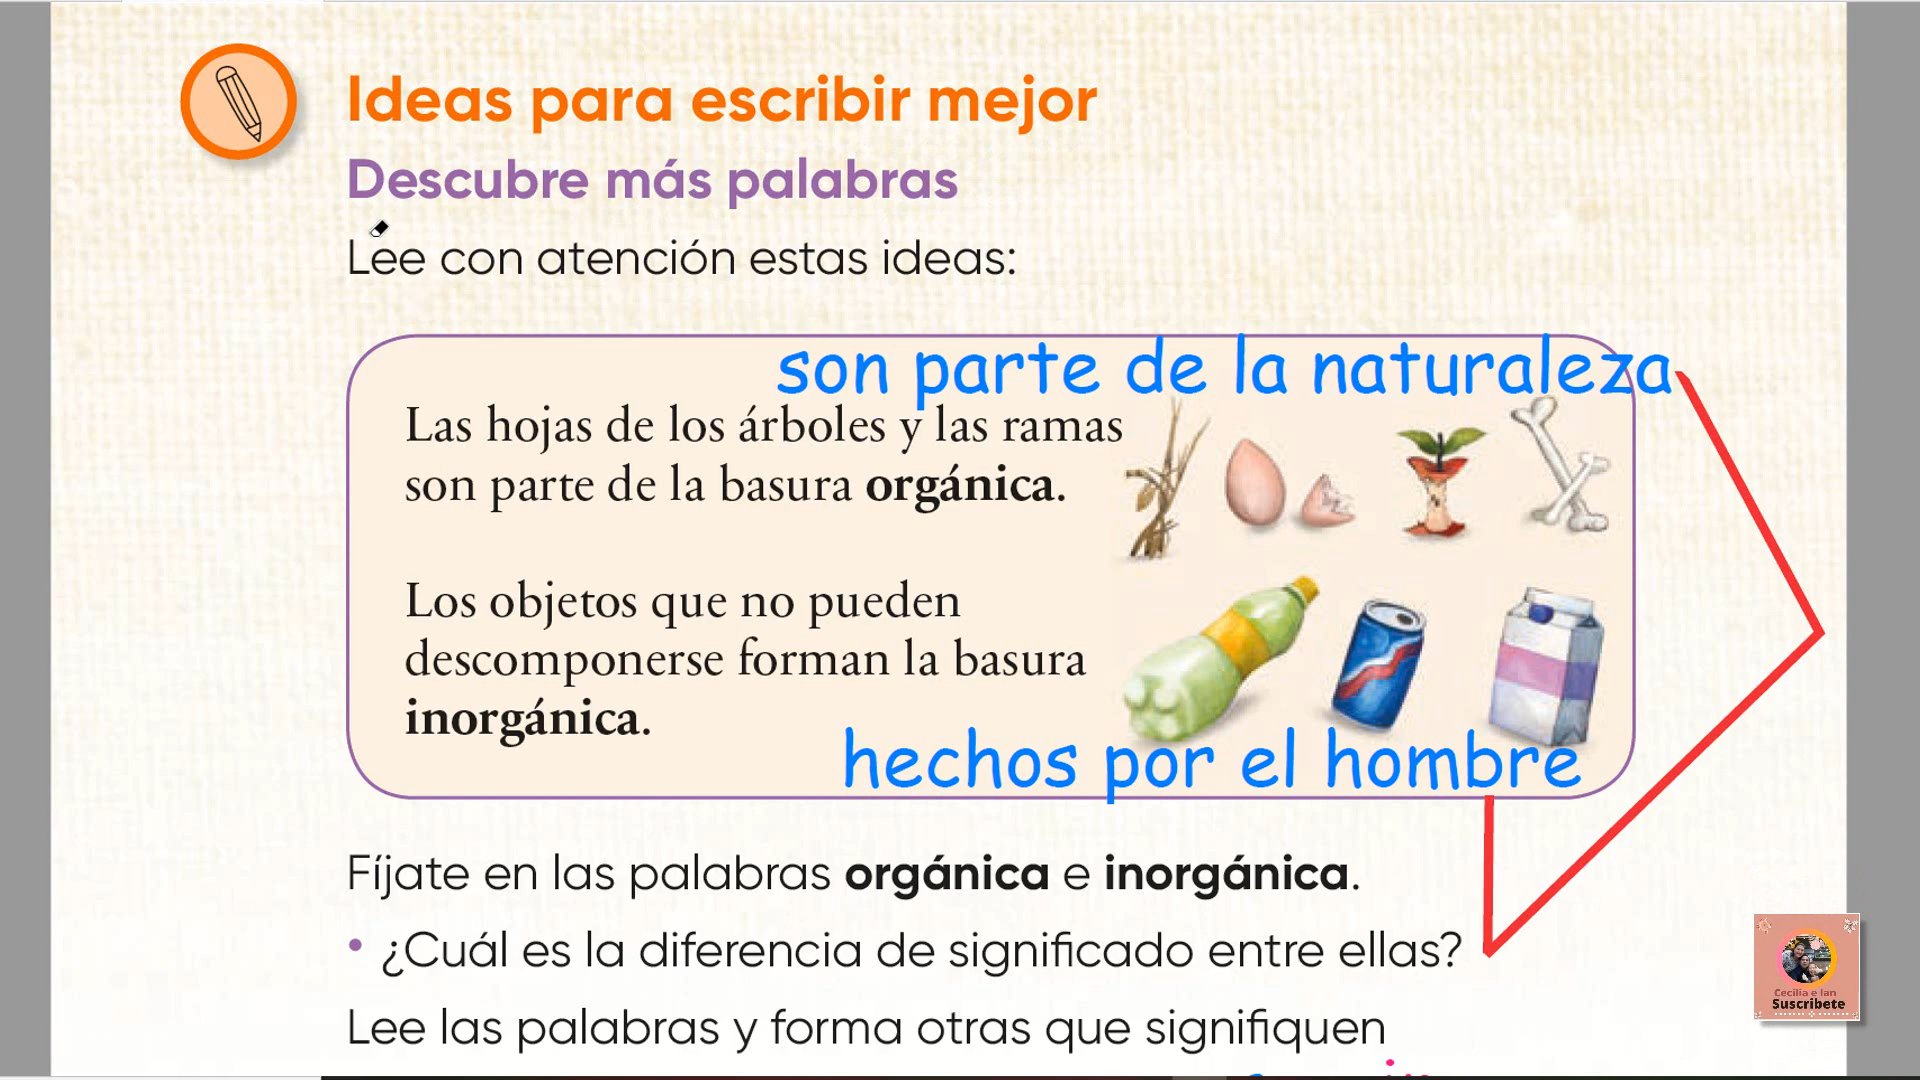 Ideas para escribir mejor
Descubre más palabras
Lee con atención estas ideas:
son parte de la naturaleza
Las hojas de los árboles y las ramas
son parte de la basura orgánica.
Los objetos que no pueden
descomponerse forman la basura
inorgánica.
hechos por el hombre
Fíjate en las palabras orgánica e inorgánica.
• ¿Cuál es la diferencia de significado entre ellas?
Lee las palabras y forma otras que signifiquen
Cecilia e Ian
Suscribete